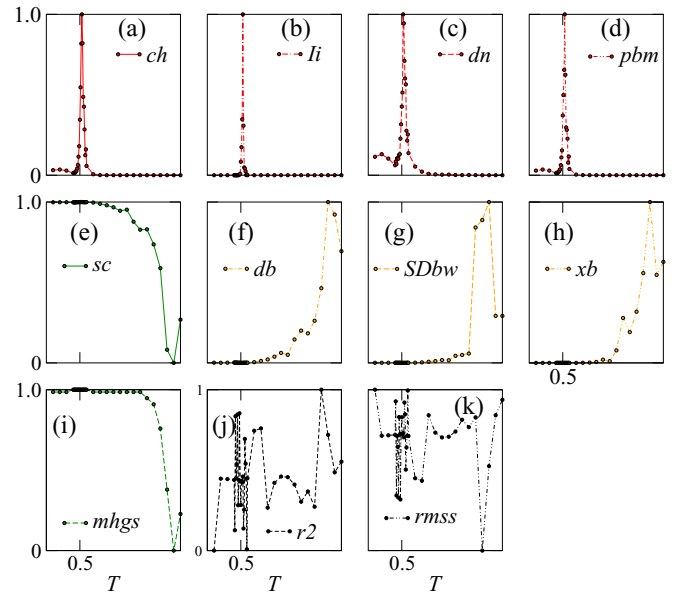 1.0 (a) (b) (c) (d)
ch Ii dn pbm
0
1.0
(e) (f) (g) (h)
sc db SDbw xb
0
0.5
1.0 1
(i) (j) (k)
mhgs r2 rmss
0 0
0.5 0.5 0.5
T T T